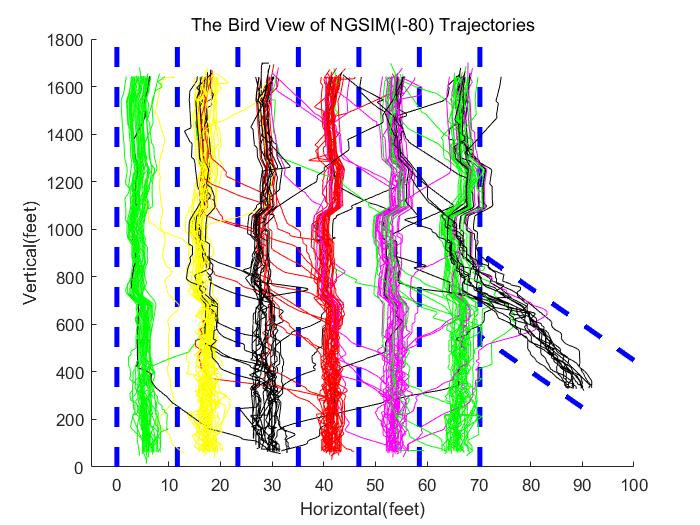 The Bird View of NGSIM(I-80) Trajectories
1800
1600
1400
1200
1000
800
600
400
200
0
Vertical(feet)
0 10 20 30 40 50 60 70 80 90 100
Horizontal(feet)